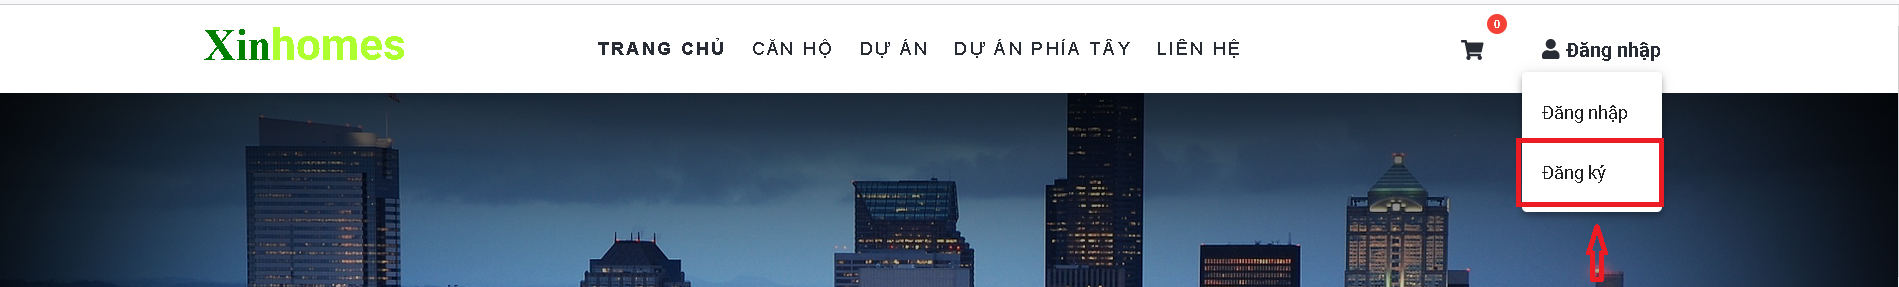 Xinhomes
TRANG CHỦ CĂN HỘ DỰ ÁN DỰ ÁN PHÍA TÂY LIÊN HỆ
0
Đăng nhập
Đăng nhập
Đăng ký